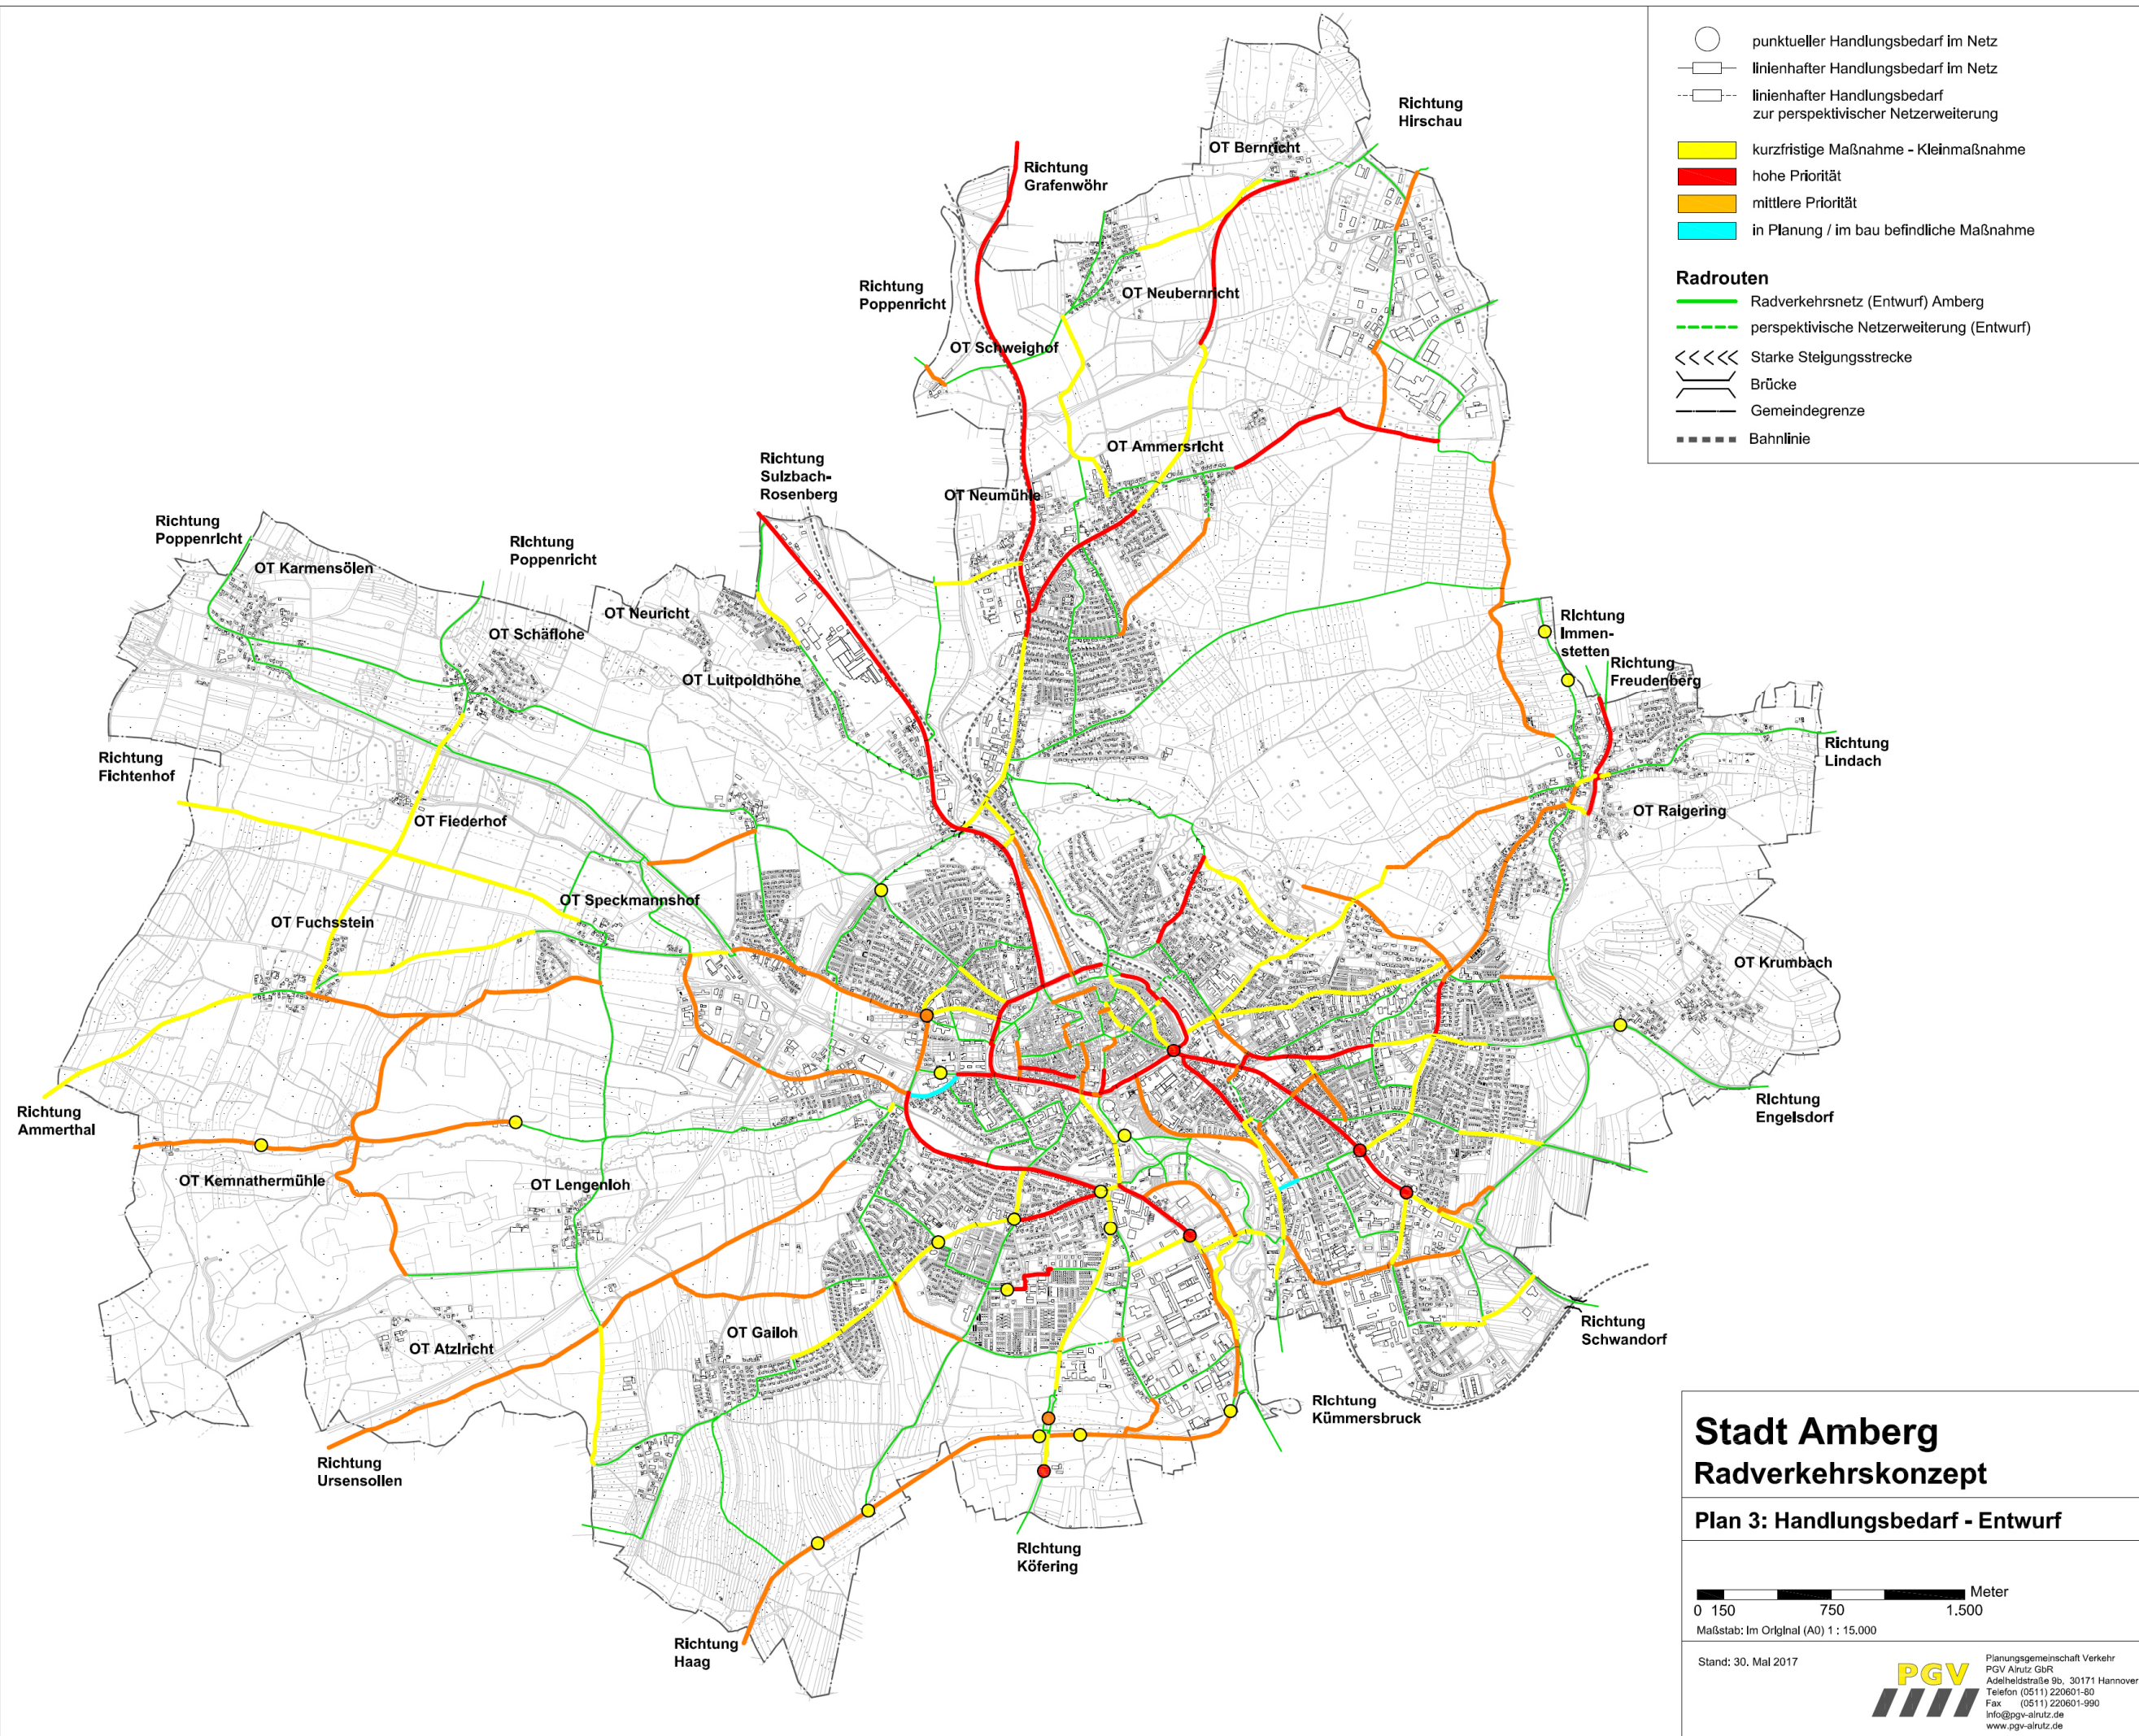 punktueller Handlungsbedarf im Netz
linienhafter Handlungsbedarf im Netz
linienhafter Handlungsbedarf
zur perspektivischer Netzerweiterung
kurzfristige Maßnahme - Kleinmaßnahme
hohe Priorität
mittlere Priorität
in Planung / im bau befindliche Maßnahme
Radrouten
Radverkehrsnetz (Entwurf) Amberg
perspektivische Netzerweiterung (Entwurf)
Starke Steigungsstrecke
Brücke
Gemeindegrenze
Bahnlinie
Richtung
Hirschau
OT Bernricht
Richtung
Grafenwöhr
Richtung
Poppenricht
OT Neubernricht
OT Schweighof
OT Ammersricht
Richtung
Sulzbach-
Rosenberg
OT Neumühle
Richtung
Poppenricht
OT Karmensölen
Richtung
Poppenricht
OT Neuricht
OT Schäflohe
OT Luitpoldhöhe
Richtung
Immen-
stetten
Richtung
Freudenberg
Richtung
Lindach
Richtung
Fichtenhof
OT Fiederhof
OT Raigering
OT Speckmannshof
OT Fuchsstein
OT Krumbach
Richtung
Ammerthal
Richtung
Engelsdorf
OT Kemnathermühle
OT Lengenloh
OT Gailoh
OT Atzlricht
Richtung
Schwandorf
Richtung
Kümmersbruck
Richtung
Ursensollen
Richtung
Köfering
Richtung
Haag
Stadt Amberg
Radverkehrskonzept
Plan 3: Handlungsbedarf - Entwurf
Meter
0 150 750 1.500
Maßstab: Im Original (A0) 1 : 15.000
Stand: 30. Mai 2017
PGV
Planungsgemeinschaft Verkehr
PGV Alrutz GbR
Adelheidstraße 9b, 30171 Hannover
Telefon (0511) 220601-80
Fax (0511) 220601-990
info@pgv-alrutz.de
www.pgv-alrutz.de